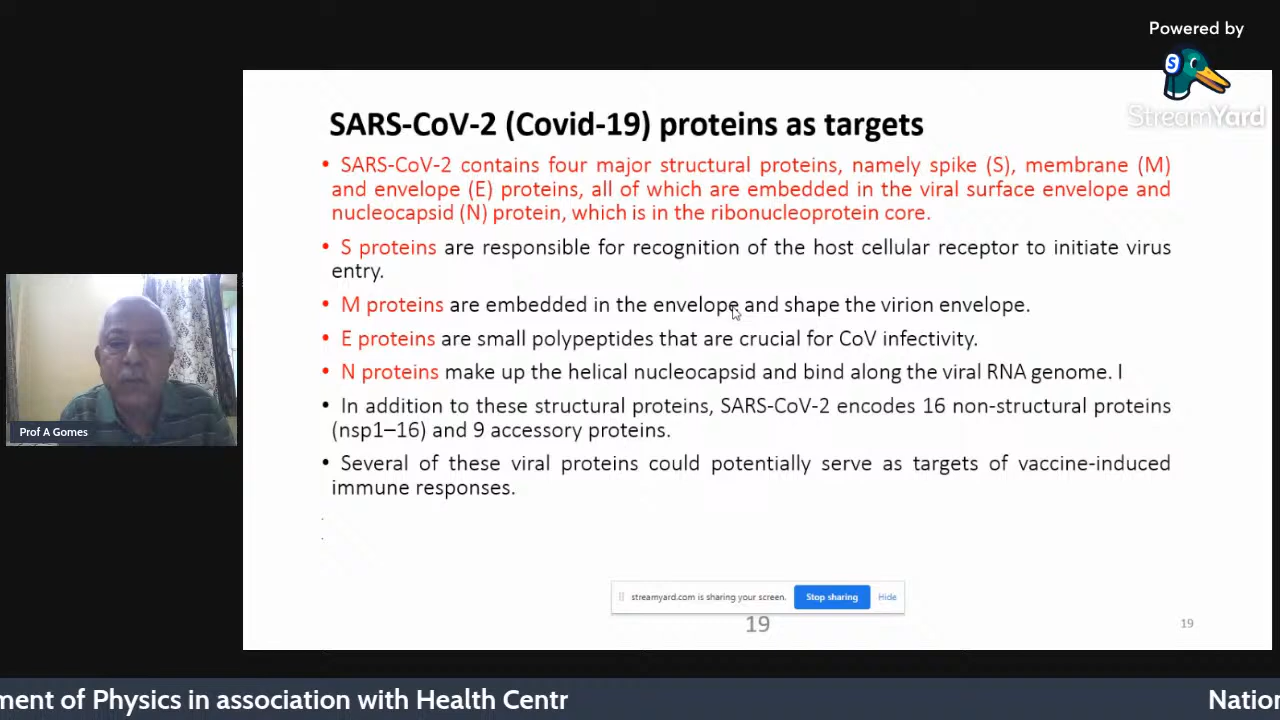 Powered by
S
StreamYard
SARS-CoV-2 (Covid-19) proteins as targets
• SARS-CoV-2 contains four major structural proteins, namely spike (S), membrane (M)
and envelope (E) proteins, all of which are embedded in the viral surface envelope and
nucleocapsid (N) protein, which is in the ribonucleoprotein core.
• S proteins are responsible for recognition of the host cellular receptor to initiate virus
entry.
• M proteins are embedded in the envelope and shape the virion envelope.
• E proteins are small polypeptides that are crucial for CoV infectivity.
• N proteins make up the helical nucleocapsid and bind along the viral RNA genome. I
• In addition to these structural proteins, SARS-CoV-2 encodes 16 non-structural proteins
(nsp1–16) and 9 accessory proteins.
• Several of these viral proteins could potentially serve as targets of vaccine-induced
immune responses.
.
.
Prof A Gomes
streamyard.com is sharing your screen. Stop sharing Hide
19
19
ment of Physics in association with Health Centr Nation